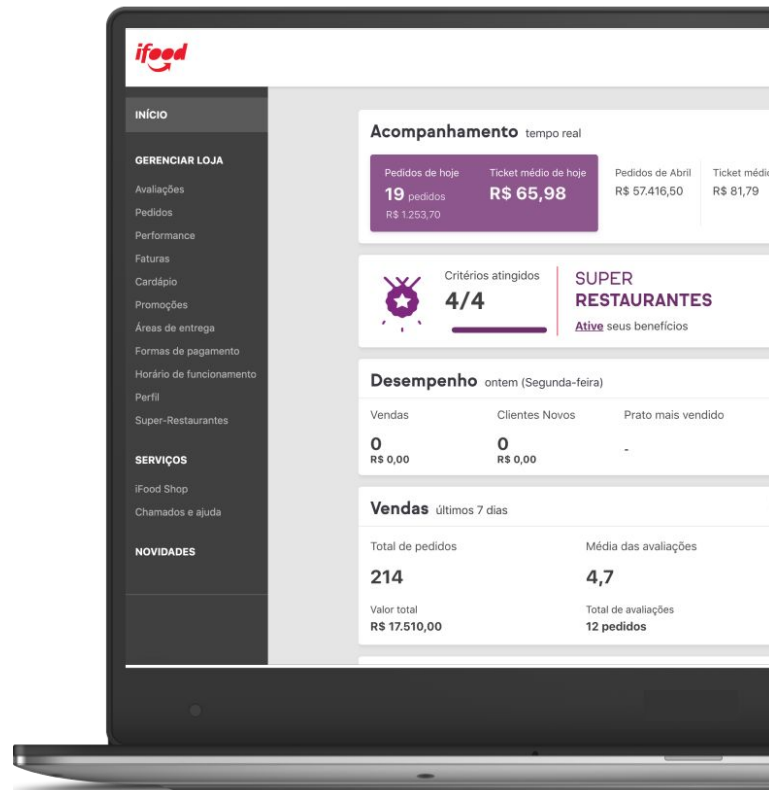 ifood
INÍCIO
GERENCIAR LOJA
Avaliações
Pedidos
Performance
Faturas
Cardápio
Promoções
Áreas de entrega
Formas de pagamento
Horário de funcionamento
Perfil
Super-Restaurantes
SERVIÇOS
iFood Shop
Chamados e ajuda
NOVIDADES
Acompanhamento tempo real
Pedidos de hoje Ticket médio de hoje Pedidos de Abril Ticket médio
19 pedidos R$ 65,98 R$ 57.416,50 R$ 81,79
R$ 1.253,70
Critérios atingidos
4/4
SUPER
RESTAURANTES
Ative seus benefícios
Desempenho ontem (Segunda-feira)
Vendas Clientes Novos Prato mais vendido
0 0 -
R$ 0,00 R$ 0,00
Vendas últimos 7 dias
Total de pedidos Média das avaliações
214 4,7
Valor total Total de avaliações
R$ 17.510,00 12 pedidos